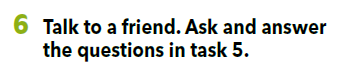 6 Talk to a friend. Ask and answer
the questions in task 5.